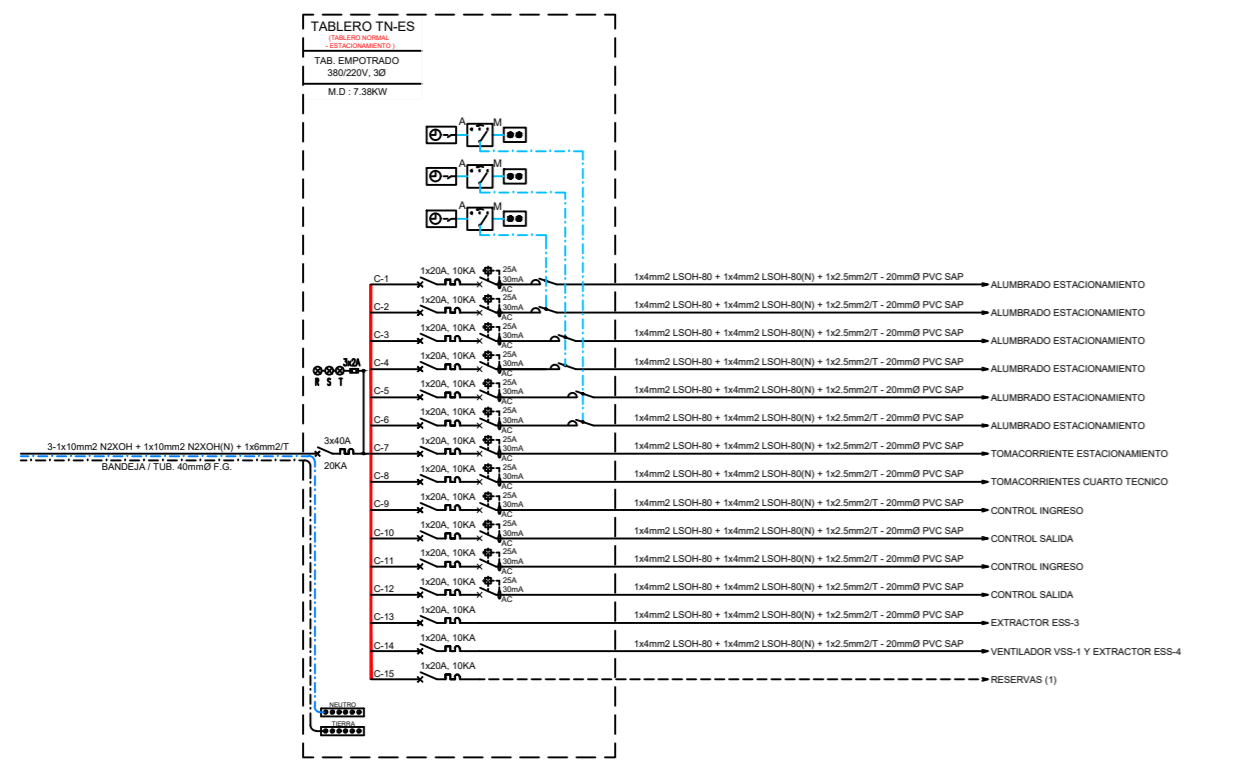 TABLERO TN-ES
(TABLERO NORMAL
- ESTACIONAMIENTO )
TAB. EMPOTRADO
380/220V, 3Ø
M.D : 7.38KW
A M
A M
A M
C-1 1x20A, 10KA 25A 30mA AC 1x4mm2 LSOH-80 + 1x4mm2 LSOH-80(N) + 1x2.5mm2/T - 20mmØ PVC SAP ALUMBRADO ESTACIONAMIENTO
C-2 1x20A, 10KA 25A 30mA AC 1x4mm2 LSOH-80 + 1x4mm2 LSOH-80(N) + 1x2.5mm2/T - 20mmØ PVC SAP ALUMBRADO ESTACIONAMIENTO
C-3 1x20A, 10KA 25A 30mA AC 1x4mm2 LSOH-80 + 1x4mm2 LSOH-80(N) + 1x2.5mm2/T - 20mmØ PVC SAP ALUMBRADO ESTACIONAMIENTO
C-4 1x20A, 10KA 25A 30mA AC 1x4mm2 LSOH-80 + 1x4mm2 LSOH-80(N) + 1x2.5mm2/T - 20mmØ PVC SAP ALUMBRADO ESTACIONAMIENTO
3x2A
R S T
C-5 1x20A, 10KA 25A 30mA AC 1x4mm2 LSOH-80 + 1x4mm2 LSOH-80(N) + 1x2.5mm2/T - 20mmØ PVC SAP ALUMBRADO ESTACIONAMIENTO
C-6 1x20A, 10KA 25A 30mA AC 1x4mm2 LSOH-80 + 1x4mm2 LSOH-80(N) + 1x2.5mm2/T - 20mmØ PVC SAP ALUMBRADO ESTACIONAMIENTO
3-1x10mm2 N2XOH + 1x10mm2 N2XOH(N) + 1x6mm2/T
BANDEJA / TUB. 40mmØ F.G.
3x40A
20KA
C-7 1x20A, 10KA 25A 30mA AC 1x4mm2 LSOH-80 + 1x4mm2 LSOH-80(N) + 1x2.5mm2/T - 20mmØ PVC SAP TOMACORRIENTE ESTACIONAMIENTO
C-8 1x20A, 10KA 25A 30mA AC 1x4mm2 LSOH-80 + 1x4mm2 LSOH-80(N) + 1x2.5mm2/T - 20mmØ PVC SAP TOMACORRIENTES CUARTO TECNICO
C-9 1x20A, 10KA 25A 30mA AC 1x4mm2 LSOH-80 + 1x4mm2 LSOH-80(N) + 1x2.5mm2/T - 20mmØ PVC SAP CONTROL INGRESO
C-10 1x20A, 10KA 25A 30mA AC 1x4mm2 LSOH-80 + 1x4mm2 LSOH-80(N) + 1x2.5mm2/T - 20mmØ PVC SAP CONTROL SALIDA
C-11 1x20A, 10KA 25A 30mA AC 1x4mm2 LSOH-80 + 1x4mm2 LSOH-80(N) + 1x2.5mm2/T - 20mmØ PVC SAP CONTROL INGRESO
C-12 1x20A, 10KA 25A 30mA AC 1x4mm2 LSOH-80 + 1x4mm2 LSOH-80(N) + 1x2.5mm2/T - 20mmØ PVC SAP CONTROL SALIDA
C-13 1x20A, 10KA 1x4mm2 LSOH-80 + 1x4mm2 LSOH-80(N) + 1x2.5mm2/T - 20mmØ PVC SAP EXTRACTOR ESS-3
C-14 1x20A, 10KA 1x4mm2 LSOH-80 + 1x4mm2 LSOH-80(N) + 1x2.5mm2/T - 20mmØ PVC SAP VENTILADOR VSS-1 Y EXTRACTOR ESS-4
C-15 1x20A, 10KA RESERVAS (1)
NEUTRO
TIERRA